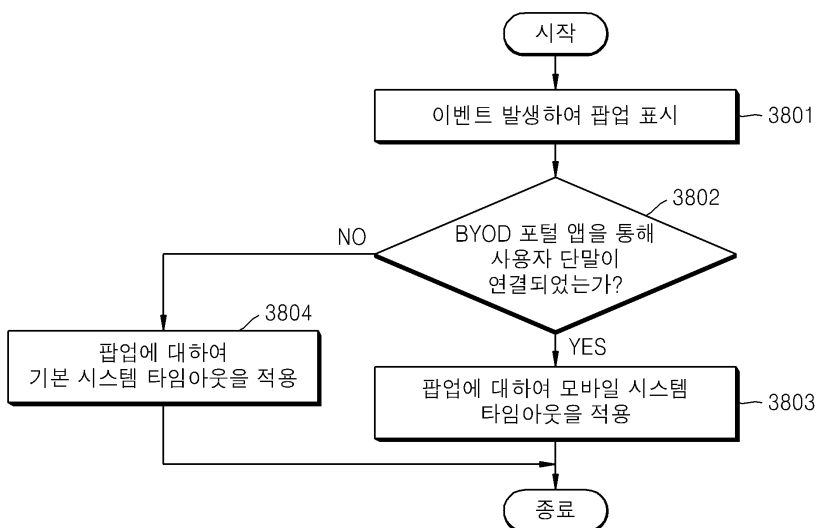 시작
이벤트 발생하여 팝업 표시
3801
3802
BYOD 포털 앱을 통해
사용자 단말이
연결되었는가?
NO
3804
팝업에 대하여
기본 시스템 타임아웃을 적용
YES
팝업에 대하여 모바일 시스템
타임아웃을 적용
3803
종료